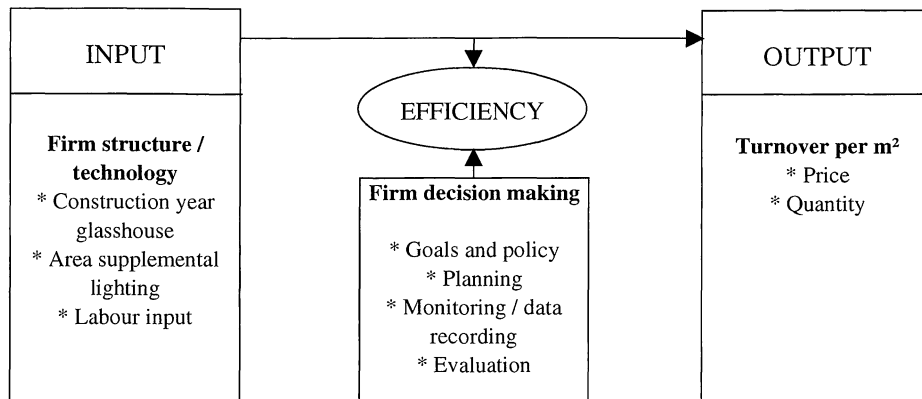 INPUT
Firm structure /
technology
* Construction year
glasshouse
* Area supplemental
lighting
* Labour input
EFFICIENCY
Firm decision making
* Goals and policy
* Planning
* Monitoring / data
recording
* Evaluation
OUTPUT
Turnover per m²
* Price
* Quantity